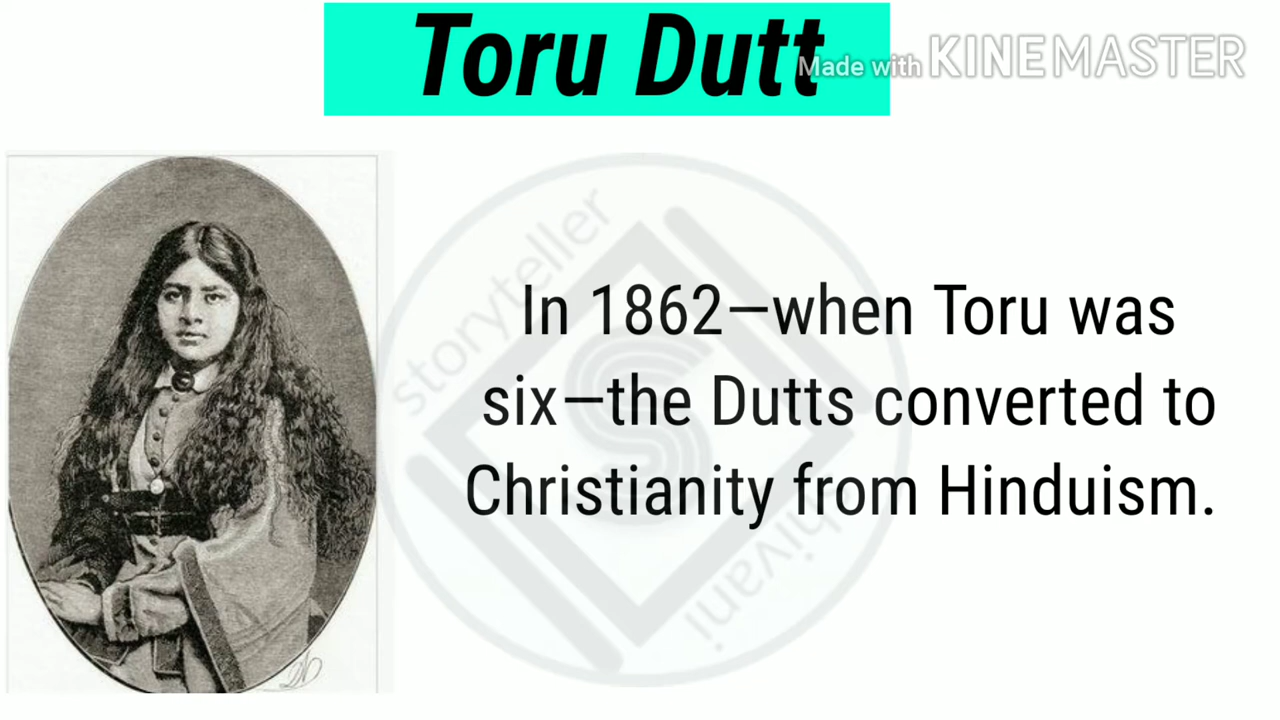 Toru Dutt
Made with KINEMASTER
storyteller
In 1862—when Toru was
six—the Dutts converted to
Christianity from Hinduism.
shivani